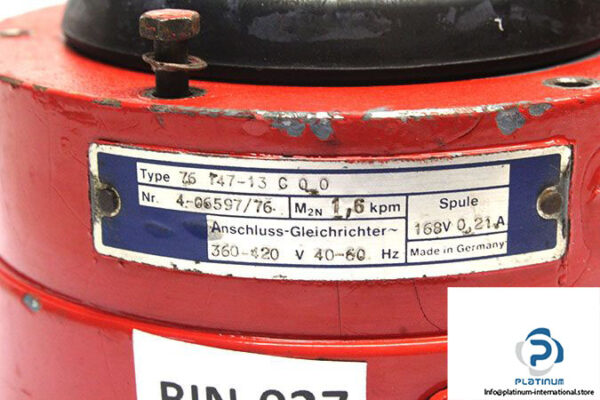 Type 76 147-13 G 0,0
Nr. 4-06597/76
M2N 1,6 kpm
Anschluss-Gleichrichter~
360-420 V 40-60 Hz
Spule
168V 0,21A
Made in Germany
PLATINUM
Info@platinum-international.store